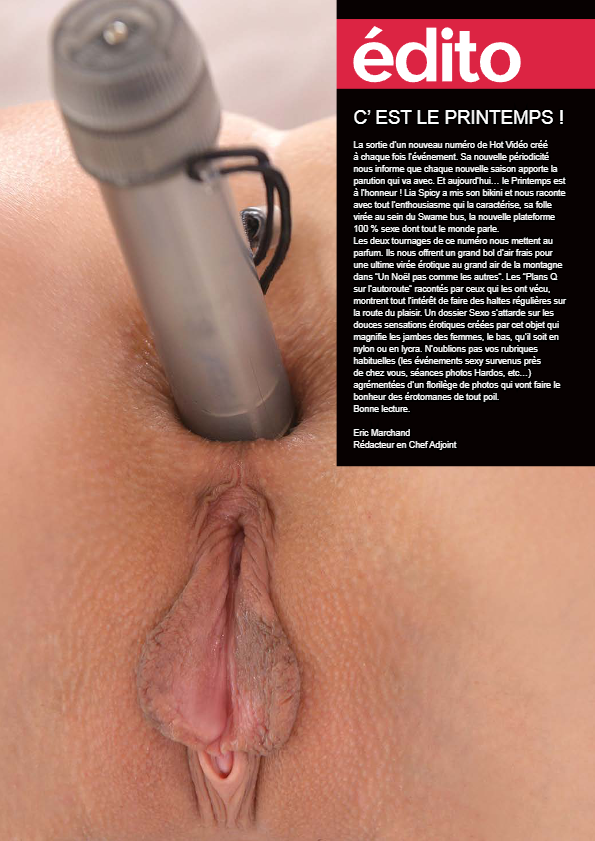 édito
C' EST LE PRINTEMPS !
La sortie d'un nouveau numéro de Hot Vidéo créé
à chaque fois l'événement. Sa nouvelle périodicité
nous informe que chaque nouvelle saison apporte la
parution qui va avec. Et aujourd'hui... le Printemps est
à l'honneur ! Lia Spicy a mis son bikini et nous raconte
avec tout l'enthousiasme qui la caractérise, sa folle
virée au sein du Swame bus, la nouvelle plateforme
100 % sexe dont tout le monde parle.
Les deux tournages de ce numéro nous mettent au
parfum. Ils nous offrent un grand bol d'air frais pour
une ultime virée érotique au grand air de la montagne
dans "Un Noël pas comme les autres". Les "Plans Q
sur l'autoroute" racontés par ceux qui les ont vécu,
montrent tout l'intérêt de faire des haltes régulières sur
la route du plaisir. Un dossier Sexo s'attarde sur les
douces sensations érotiques créées par cet objet qui
magnifie les jambes des femmes, le bas, qu'il soit en
nylon ou en lycra. N'oublions pas vos rubriques
habituelles (les événements sexy survenus près
de chez vous, séances photos Hardos, etc...)
agrémentées d'un florilège de photos qui vont faire le
bonheur des érotomanes de tout poil.
Bonne lecture.
Eric Marchand
Rédacteur en Chef Adjoint